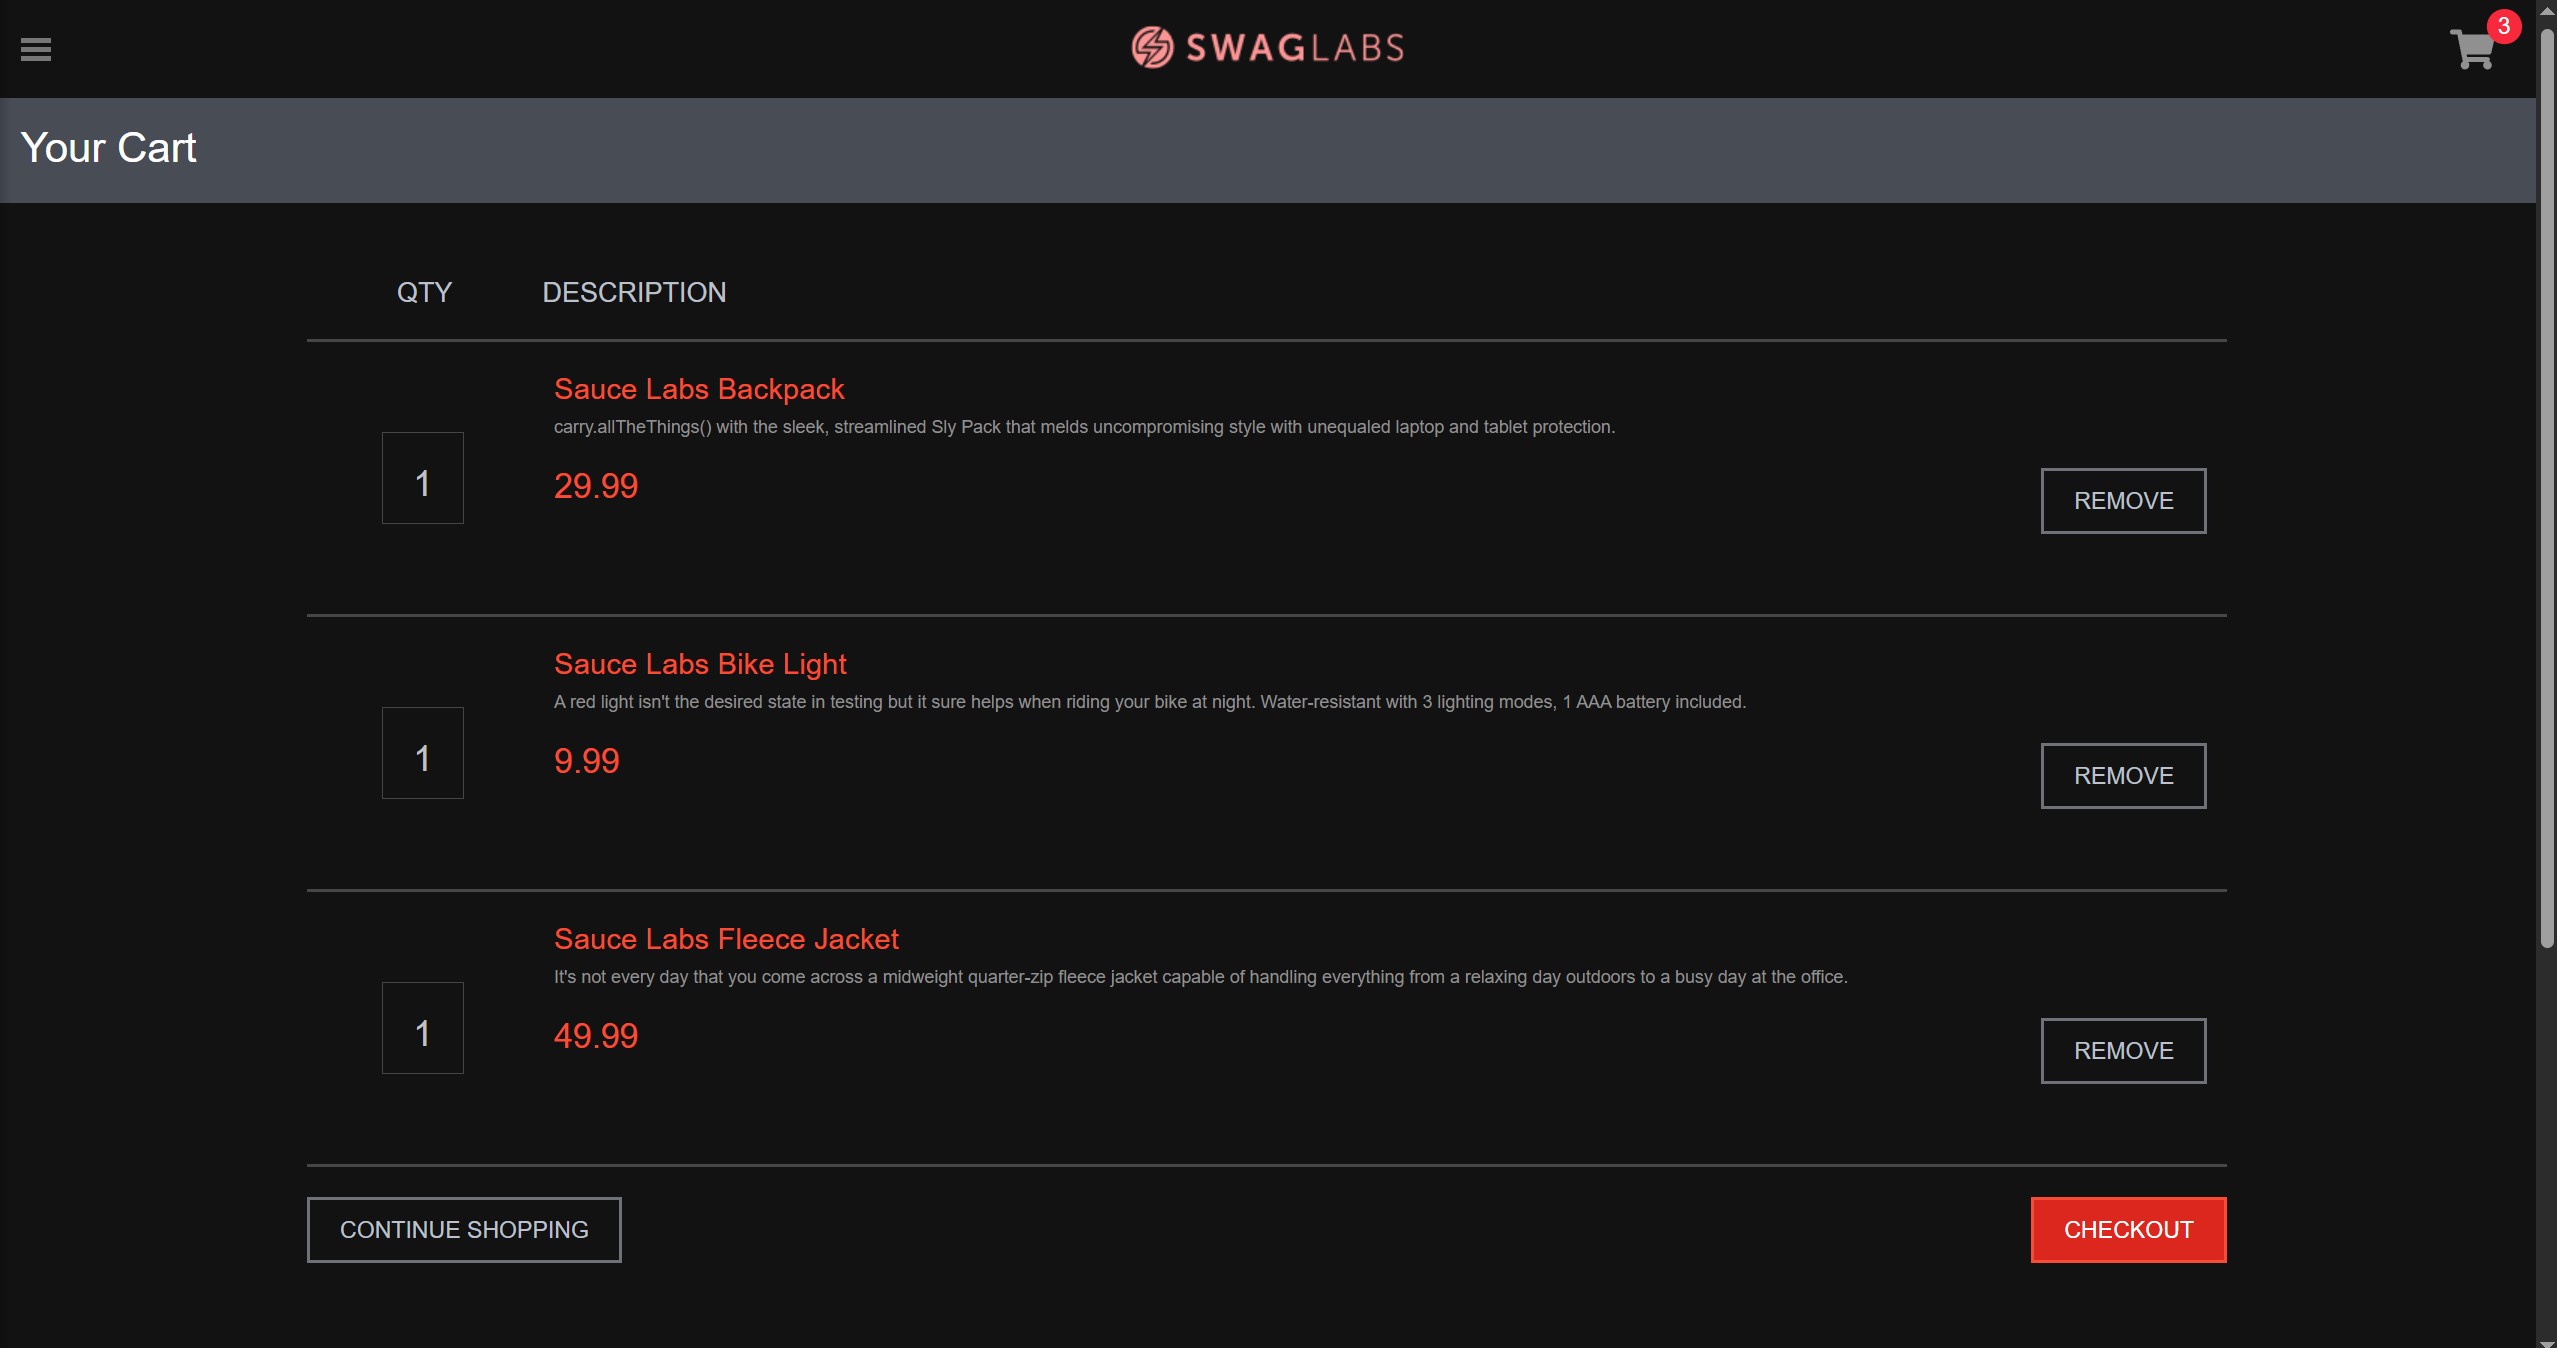 SWAGLABS
3
Your Cart
QTY DESCRIPTION
Sauce Labs Backpack
carry.allTheThings() with the sleek, streamlined Sly Pack that melds uncompromising style with unequaled laptop and tablet protection.
1
29.99
REMOVE
Sauce Labs Bike Light
A red light isn't the desired state in testing but it sure helps when riding your bike at night. Water-resistant with 3 lighting modes, 1 AAA battery included.
1
9.99
REMOVE
Sauce Labs Fleece Jacket
It's not every day that you come across a midweight quarter-zip fleece jacket capable of handling everything from a relaxing day outdoors to a busy day at the office.
1
49.99
REMOVE
CONTINUE SHOPPING
CHECKOUT